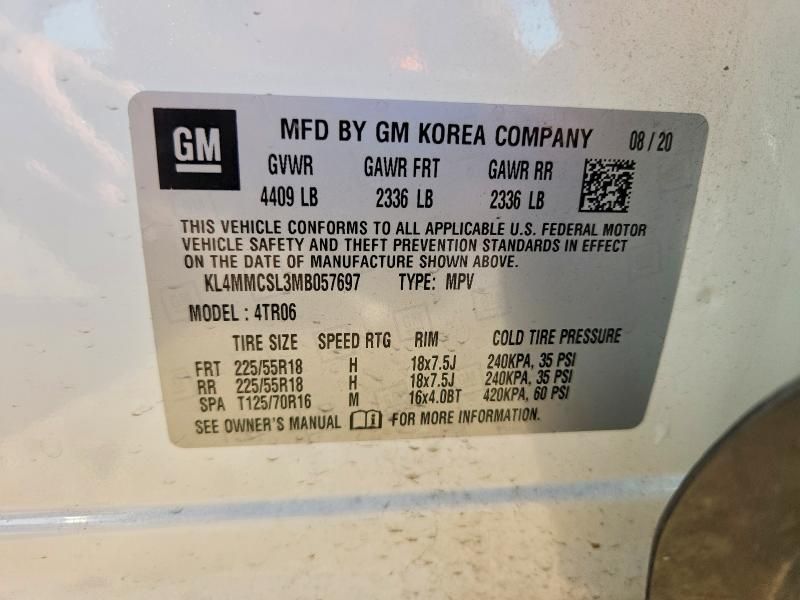 GM MFD BY GM KOREA COMPANY 08 / 20
GVWR GAWR FRT GAWR RR
4409 LB 2336 LB 2336 LB
THIS VEHICLE CONFORMS TO ALL APPLICABLE U.S. FEDERAL MOTOR
VEHICLE SAFETY AND THEFT PREVENTION STANDARDS IN EFFECT
ON THE DATE OF MANUFACTURE SHOWN ABOVE.
KL4MMCSL3MB057697 TYPE: MPV
MODEL : 4TR06
TIRE SIZE SPEED RTG RIM COLD TIRE PRESSURE
FRT 225/55R18 H 18x7.5J 240KPA, 35 PSI
RR 225/55R18 H 18x7.5J 240KPA, 35 PSI
SPA T125/70R16 M 16x4.0BT 420KPA, 60 PSI
SEE OWNER'S MANUAL FOR MORE INFORMATION.